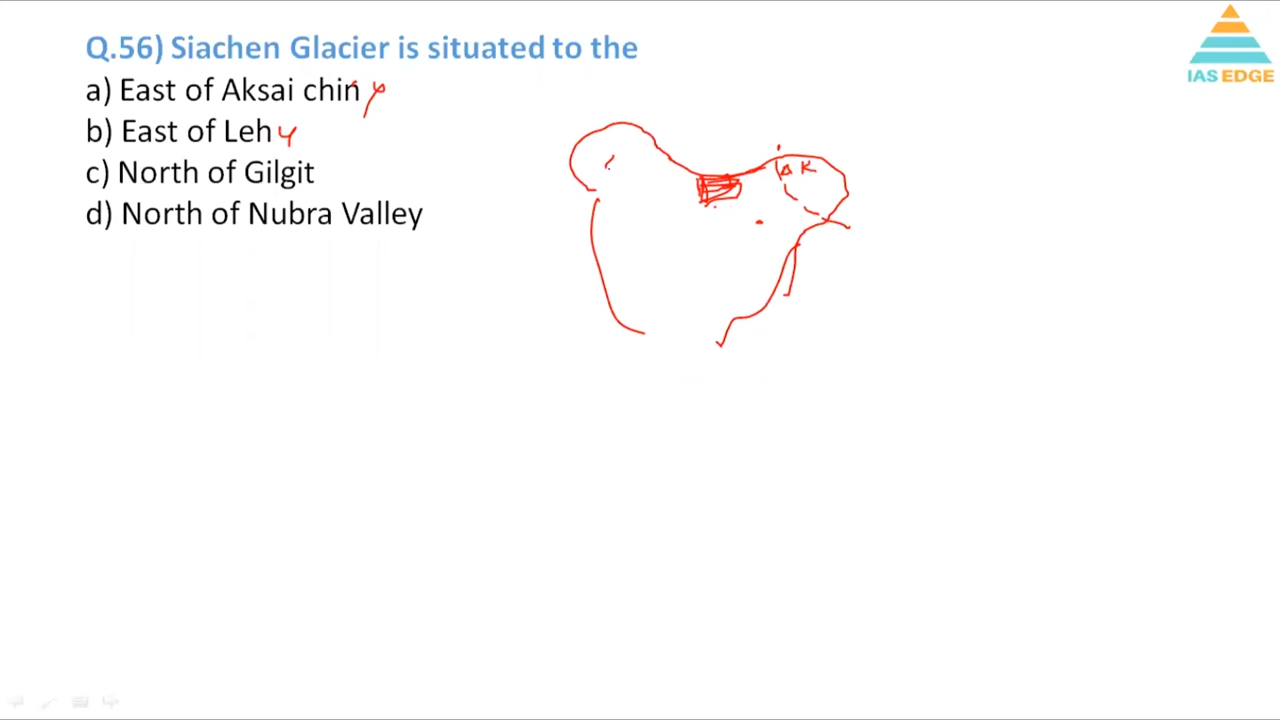 Q.56) Siachen Glacier is situated to the
a) East of Aksai chin
b) East of Leh
c) North of Gilgit
d) North of Nubra Valley
IAS EDGE